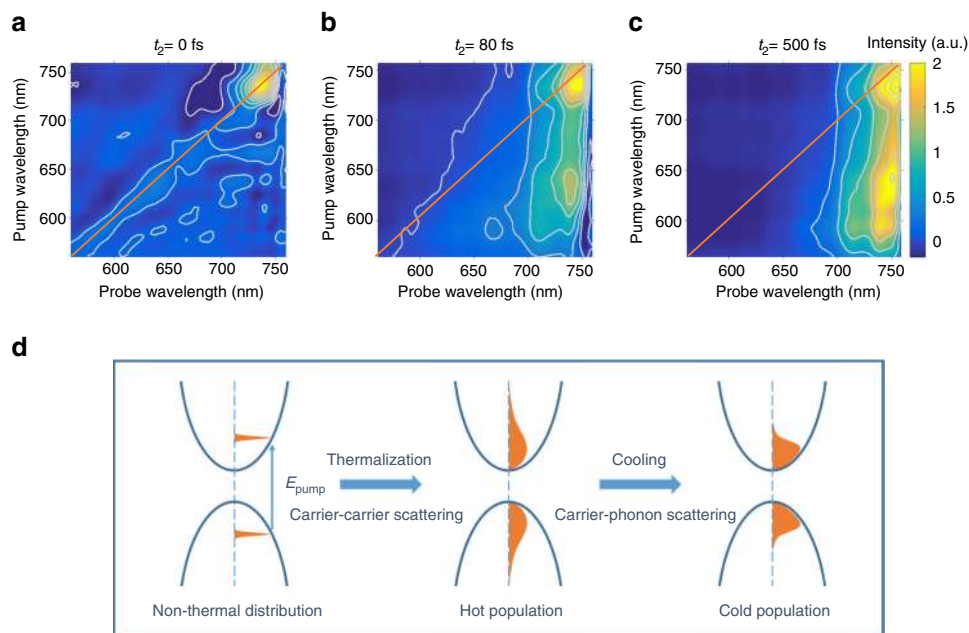 a
t₂= 0 fs
b
t₂= 80 fs
c
t₂= 500 fs
Intensity (a.u.)
Pump wavelength (nm)
750
700
650
600
600
650
700
750
Probe wavelength (nm)
Pump wavelength (nm)
750
700
650
600
600
650
700
750
Probe wavelength (nm)
Pump wavelength (nm)
750
700
650
600
600
650
700
750
Probe wavelength (nm)
2
1.5
1
0.5
0
d
Thermalization
Cooling
E_pump
Carrier-carrier scattering
Carrier-phonon scattering
Non-thermal distribution
Hot population
Cold population